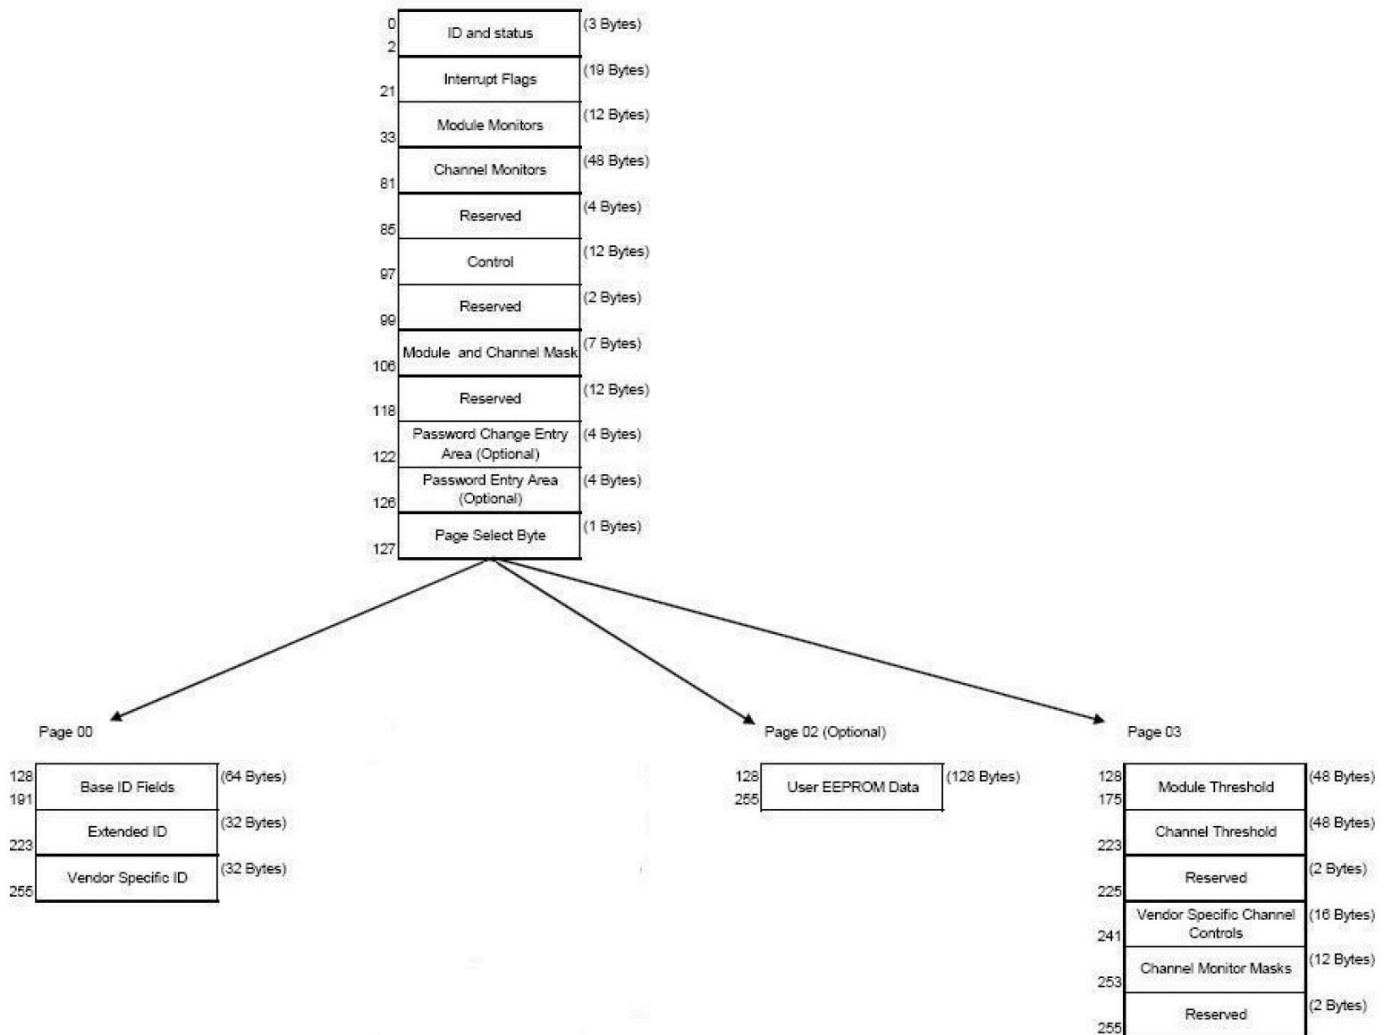 0
ID and status
(3 Bytes)
2
Interrupt Flags
(19 Bytes)
21
Module Monitors
(12 Bytes)
33
Channel Monitors
(48 Bytes)
81
Reserved
(4 Bytes)
85
Control
(12 Bytes)
97
Reserved
(2 Bytes)
99
Module and Channel Mask
(7 Bytes)
106
Reserved
(12 Bytes)
118
Password Change Entry
Area (Optional)
(4 Bytes)
122
Password Entry Area
(Optional)
(4 Bytes)
126
Page Select Byte
(1 Bytes)
127
Page 00
128
Base ID Fields
(64 Bytes)
191
Extended ID
(32 Bytes)
223
Vendor Specific ID
(32 Bytes)
255
Page 02 (Optional)
128
User EEPROM Data
(128 Bytes)
255
Page 03
128
Module Threshold
(48 Bytes)
175
Channel Threshold
(48 Bytes)
223
Reserved
(2 Bytes)
225
Vendor Specific Channel
Controls
(16 Bytes)
241
Channel Monitor Masks
(12 Bytes)
253
Reserved
(2 Bytes)
255